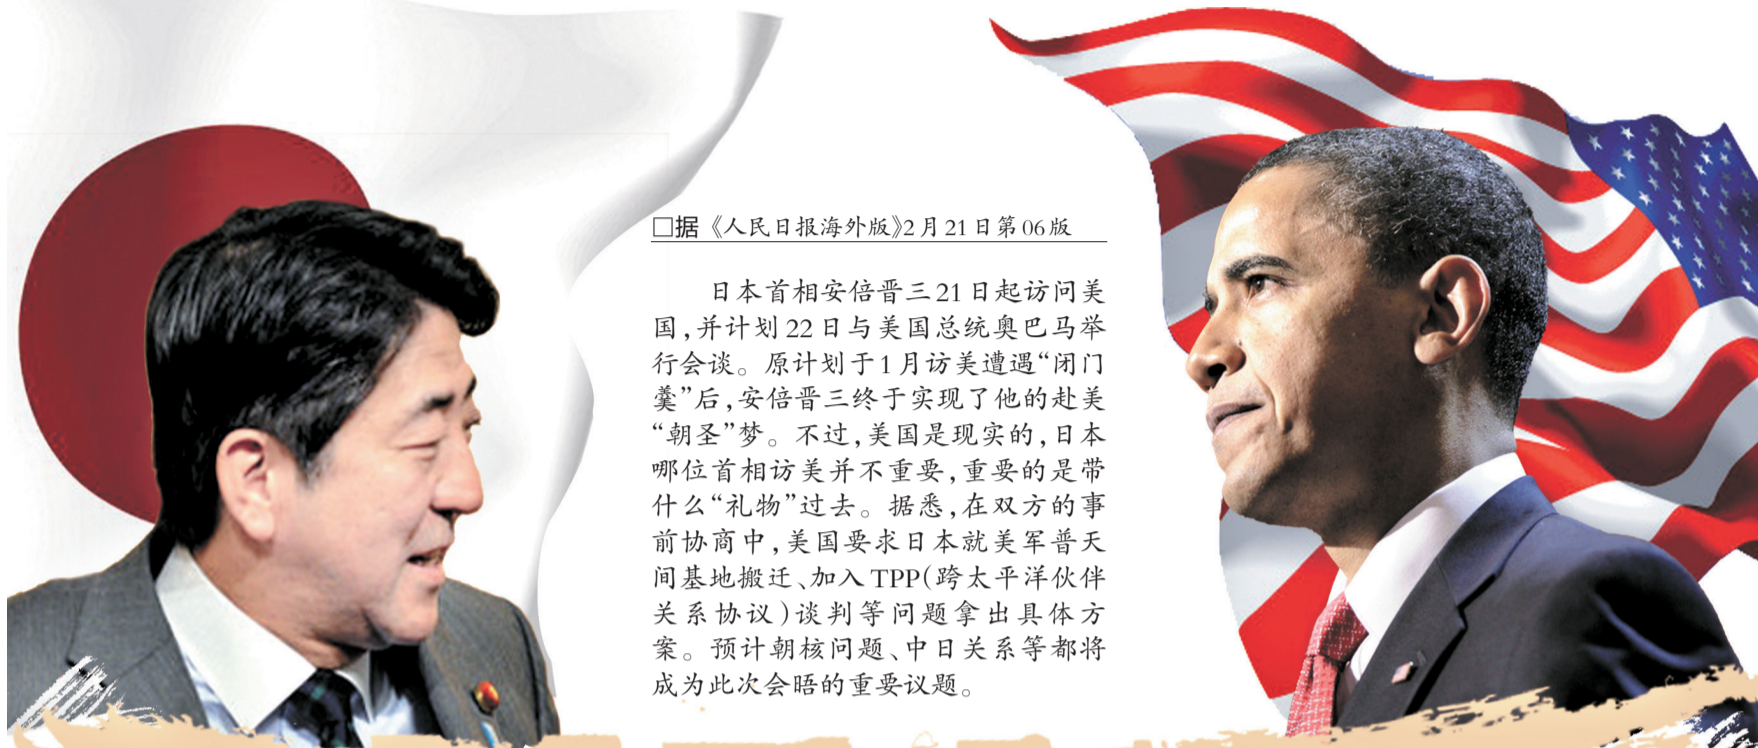 □据《人民日报海外版》2月21日第06版
日本首相安倍晋三21日起访问美
国,并计划22日与美国总统奥巴马举
行会谈。原计划于1月访美遭遇“闭门
羹”后,安倍晋三终于实现了他的赴美
“朝圣”梦。不过,美国是现实的,日本
哪位首相访美并不重要,重要的是带
什么“礼物”过去。据悉,在双方的事
前协商中,美国要求日本就美军普天
间基地搬迁、加入TPP(跨太平洋伙伴
关系协议)谈判等问题拿出具体方
案。预计朝核问题、中日关系等都将
成为此次会晤的重要议题。